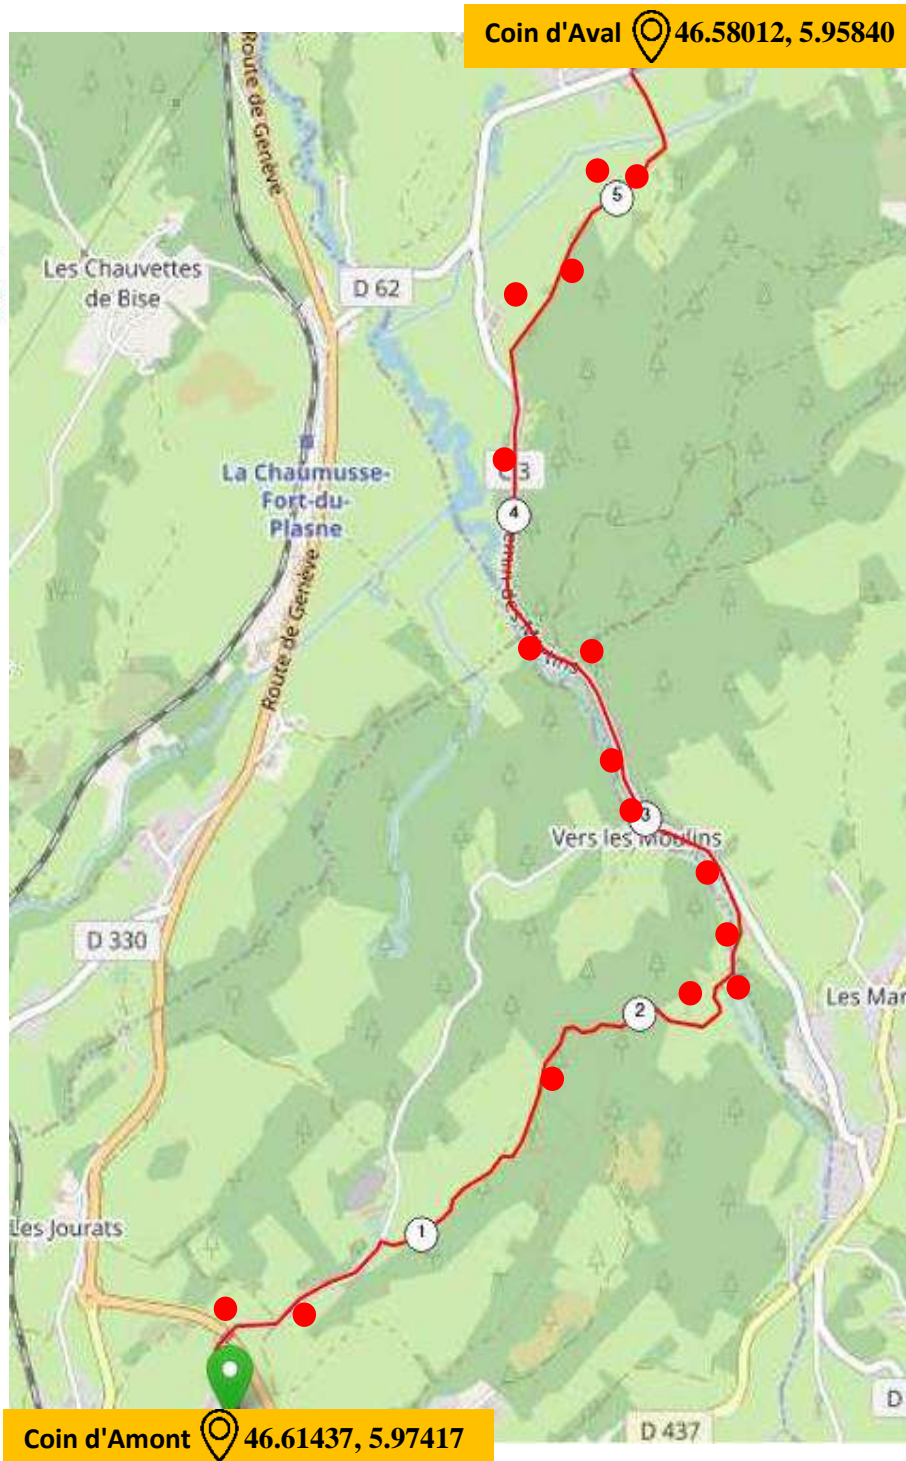 Coin d'Aval 46.58012, 5.95840
Route de Genève
5
Les Chauvettes
de Bise
D 62
La Chaumusse-
Fort-du-
Plasne
C 3
4
Route de Genève
3
Vers les Moulins
D 330
Les Mar
2
1
Les Jourats
D
D 437
Coin d'Amont 46.61437, 5.97417